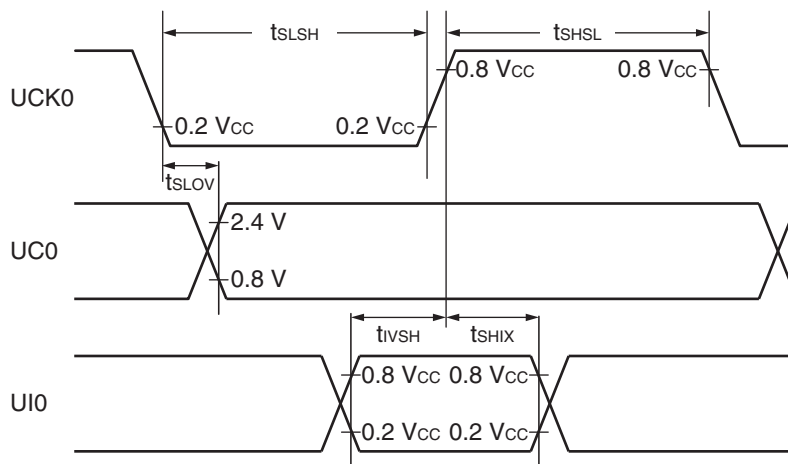 tSLSH tSHSL
0.8 VCC 0.8 VCC
UCK0
0.2 VCC 0.2 VCC
tSLOV
2.4 V
UC0
0.8 V
tIVSH tSHIX
0.8 VCC 0.8 VCC
UI0
0.2 VCC 0.2 VCC